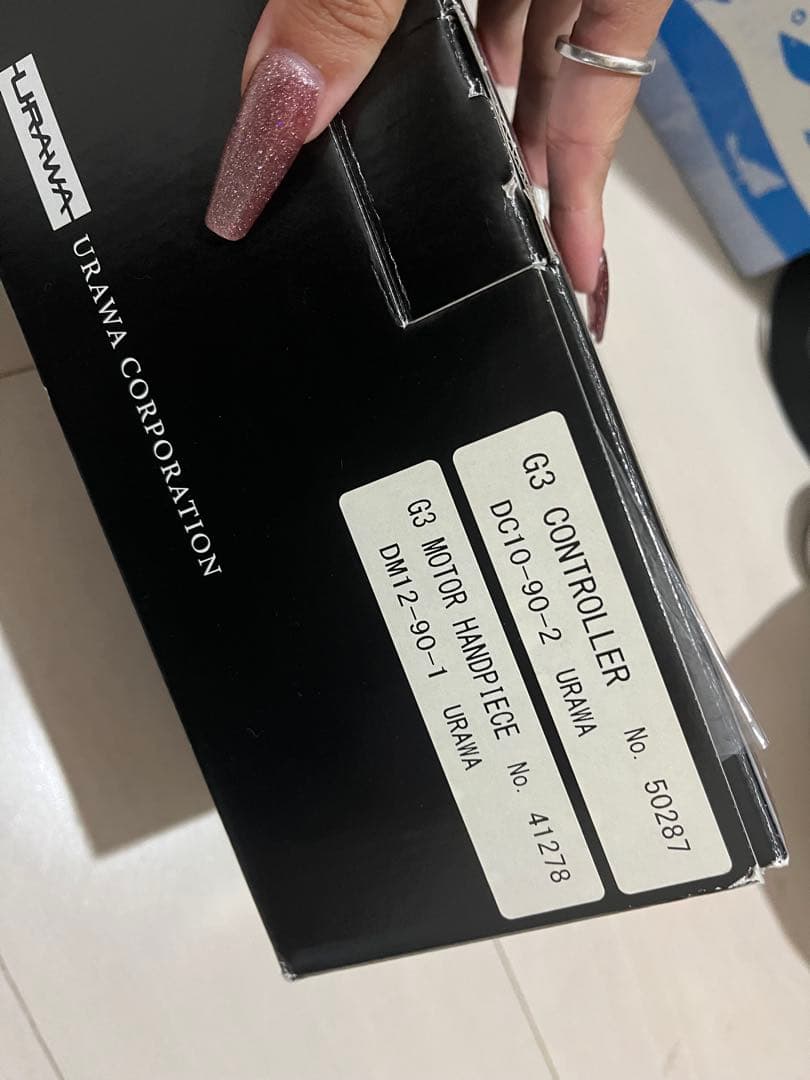 URAWA
URAWA CORPORATION
G3 CONTROLLER
DC10-90-2 URAWA No. 50287
G3 MOTOR HANDPIECE
DM12-90-1 URAWA No. 41278